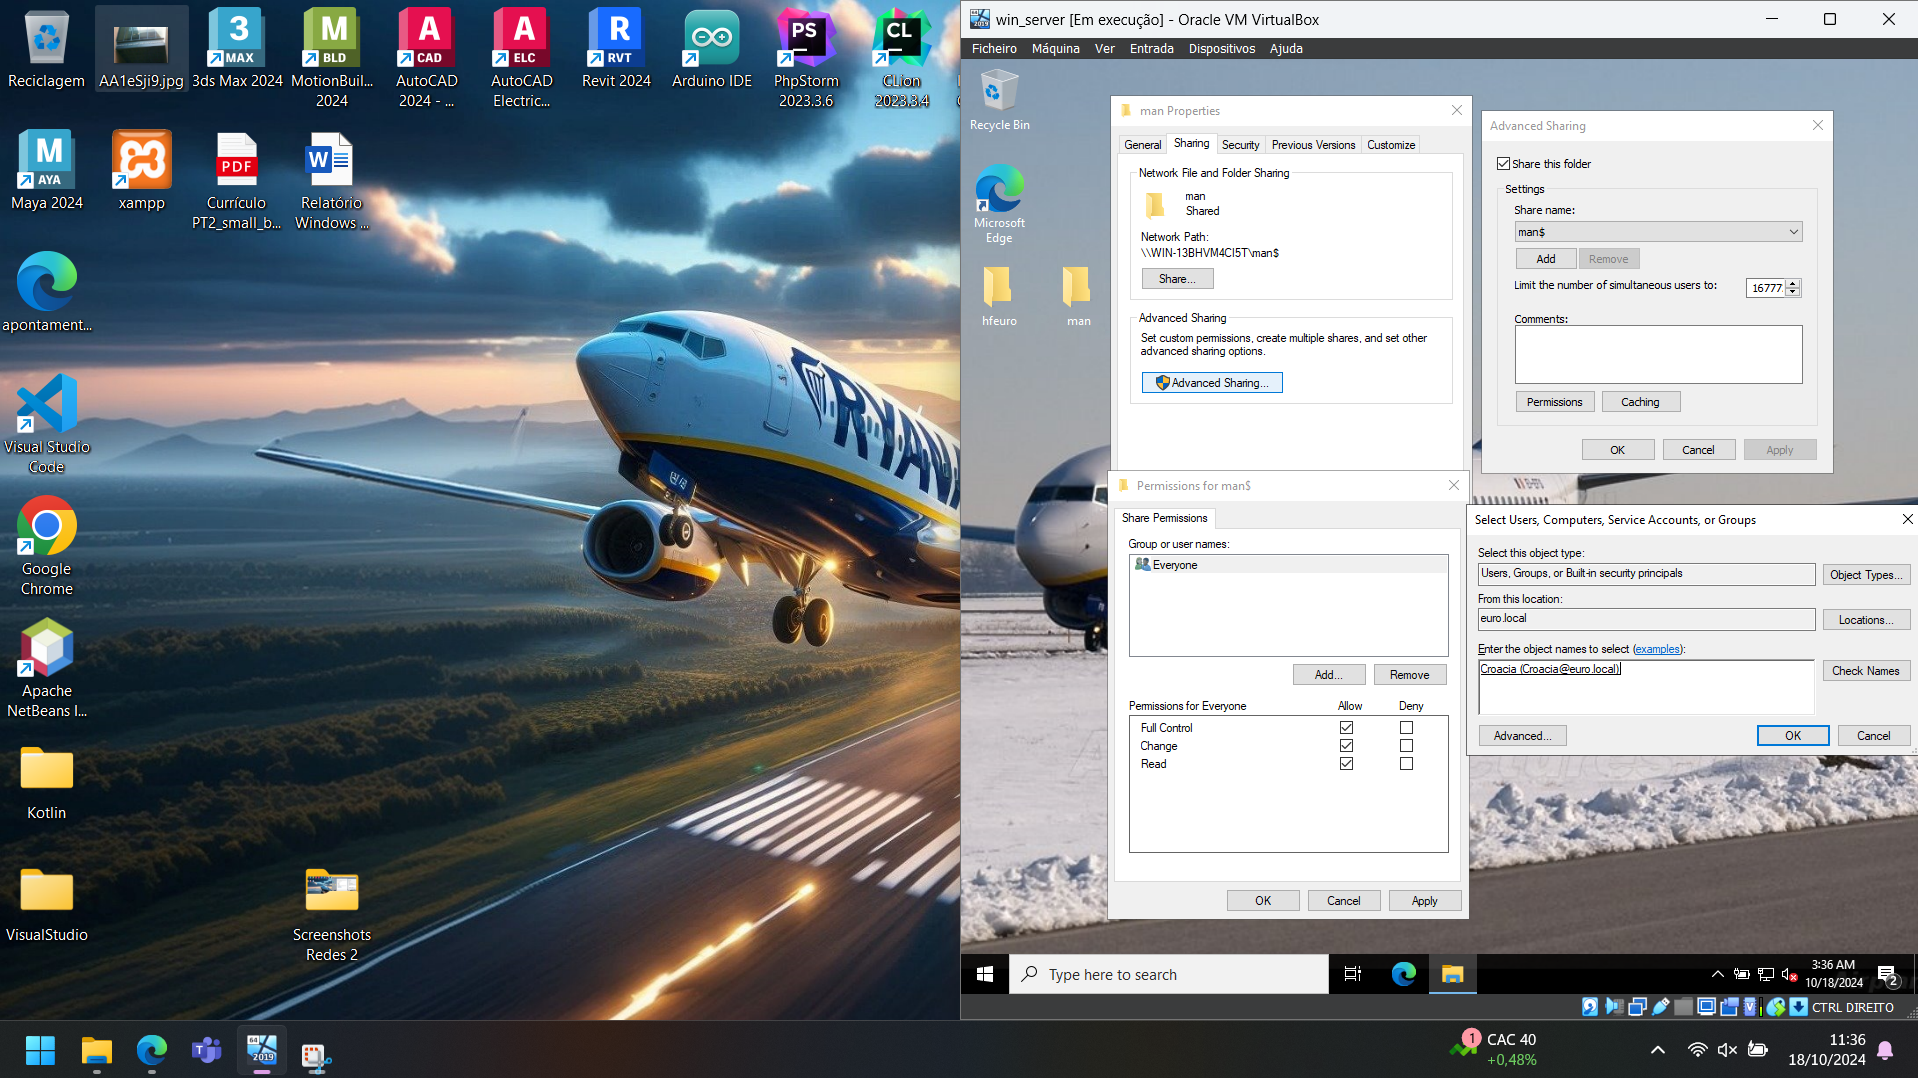 Reciclagem
AA1eSji9.jpg
3ds Max 2024
MotionBuil...
2024
AutoCAD
2024 - ...
AutoCAD
Electric...
Revit 2024
Arduino IDE
PhpStorm
2023.3.6
CLion
2023.3.4
Maya 2024
xampp
Currículo
PT2_small_b...
Relatório
Windows ...
apontament...
Visual Studio
Code
Google
Chrome
Apache
NetBeans I...
Kotlin
VisualStudio
Screenshots
Redes 2
RYANA
win_server [Em execução] - Oracle VM VirtualBox
Ficheiro Máquina Ver Entrada Dispositivos Ajuda
Recycle Bin
Microsoft
Edge
hfeuro
man
man Properties
General Sharing Security Previous Versions Customize
Network File and Folder Sharing
man
Shared
Network Path:
\\WIN-13BHVM4CI5T\man$
Share...
Advanced Sharing
Set custom permissions, create multiple shares, and set other
advanced sharing options.
Advanced Sharing...
Advanced Sharing
Share this folder
Settings
Share name:
man$
Add Remove
Limit the number of simultaneous users to: 16777
Comments:
Permissions Caching
OK Cancel Apply
Permissions for man$
Share Permissions
Group or user names:
Everyone
Add... Remove
Permissions for Everyone Allow Deny
Full Control
Change
Read
OK Cancel Apply
Select Users, Computers, Service Accounts, or Groups
Select this object type:
Users, Groups, or Built-in security principals Object Types...
From this location:
euro.local Locations...
Enter the object names to select (examples):
Croacia (Croacia@euro.local) Check Names
Advanced... OK Cancel
Type here to search
3:36 AM
10/18/2024
2
CTRL DIREITO
1
CAC 40
+0,48%
11:36
18/10/2024